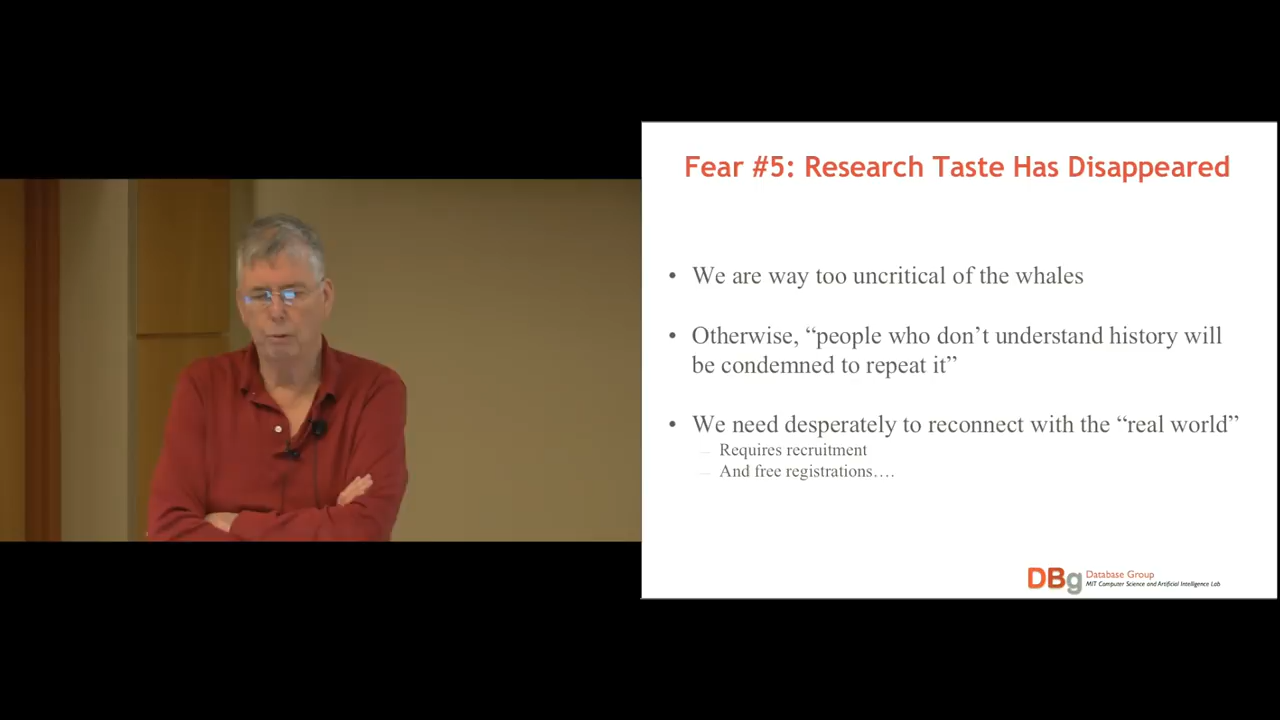 Fear #5: Research Taste Has Disappeared
• We are way too uncritical of the whales
• Otherwise, “people who don’t understand history will
be condemned to repeat it”
• We need desperately to reconnect with the “real world”
– Requires recruitment
– And free registrations….
DBg Database Group
MIT Computer Science and Artificial Intelligence Lab